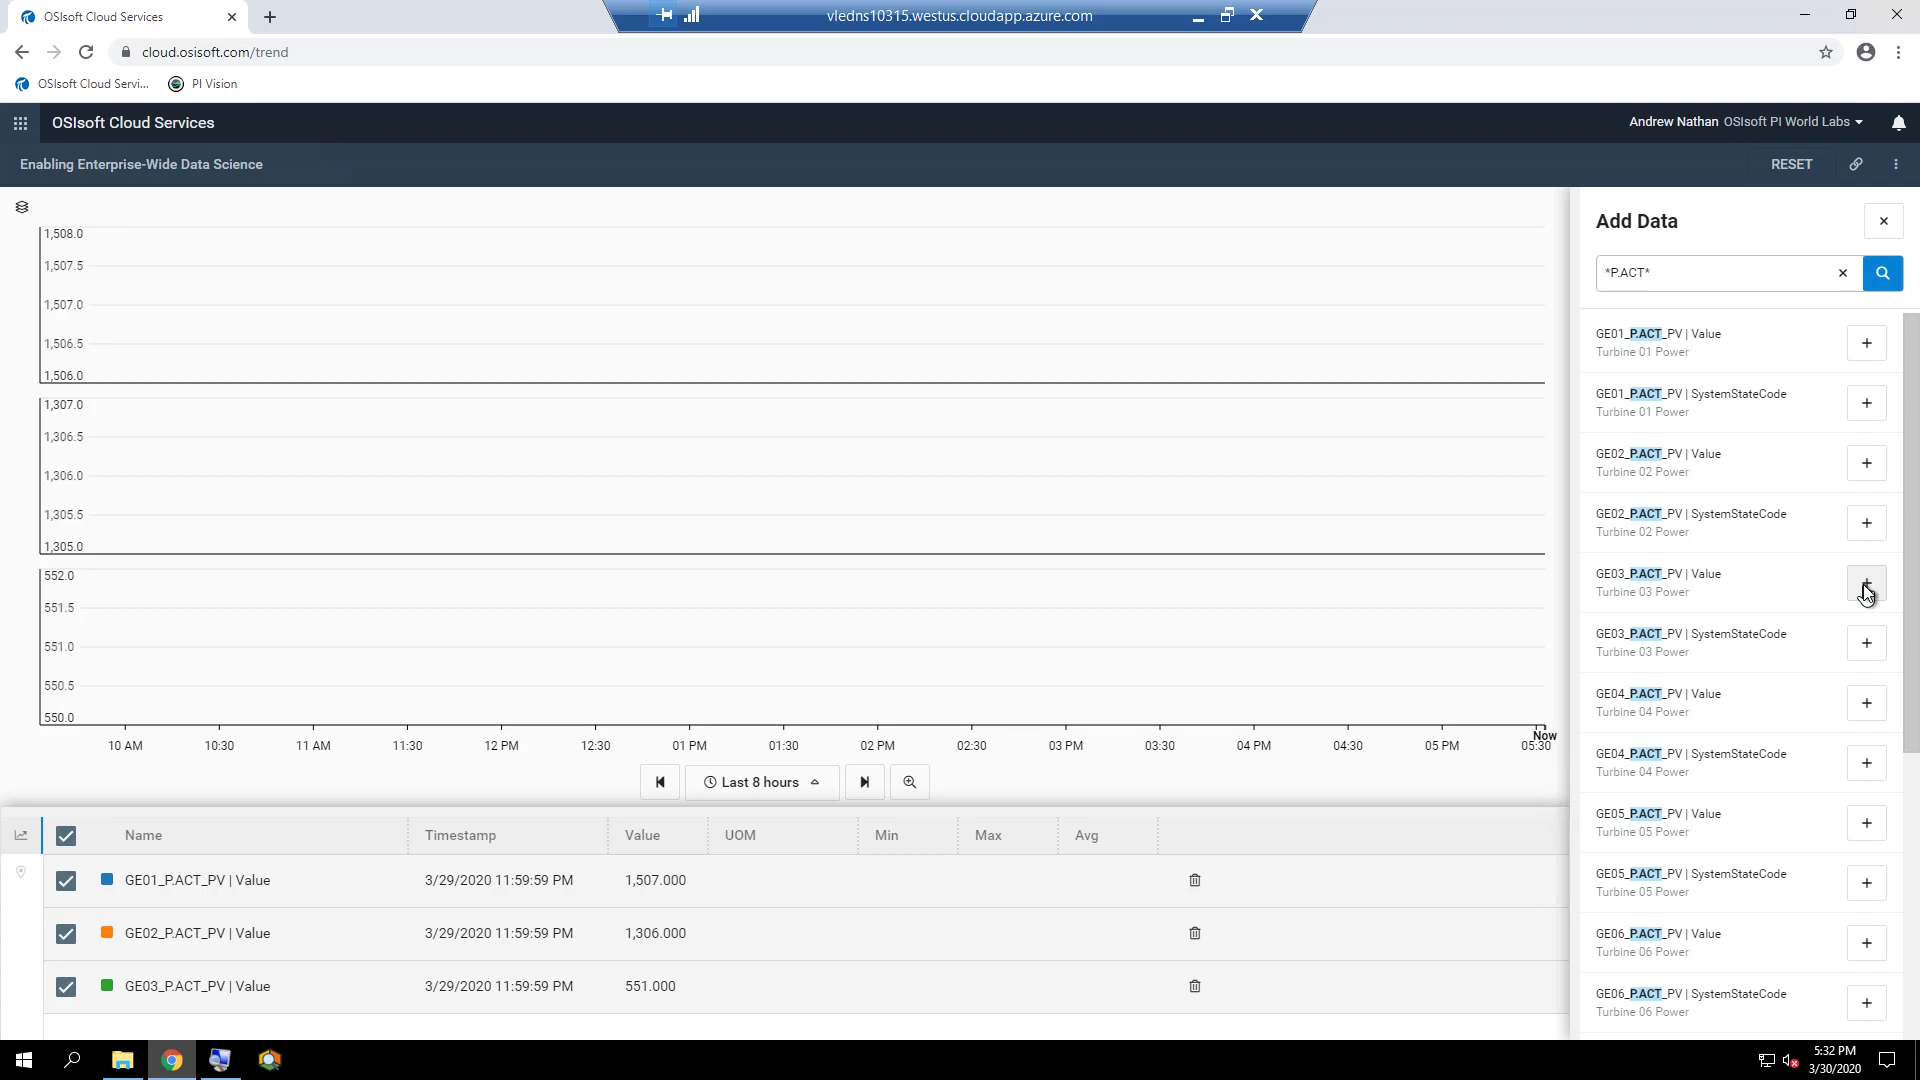 OSIsoft Cloud Services
vledns10315.westus.cloudapp.azure.com
cloud.osisoft.com/trend
OSIsoft Cloud Servi...
PI Vision
OSIsoft Cloud Services
Andrew Nathan OSIsoft PI World Labs
Enabling Enterprise-Wide Data Science
RESET
1,508.0
1,507.5
1,507.0
1,506.5
1,506.0
1,307.0
1,306.5
1,306.0
1,305.5
1,305.0
552.0
551.5
551.0
550.5
550.0
Now
10 AM 10:30 11 AM 11:30 12 PM 12:30 01 PM 01:30 02 PM 02:30 03 PM 03:30 04 PM 04:30 05 PM 05:30
Last 8 hours
Name Timestamp Value UOM Min Max Avg
GE01_P.ACT_PV | Value 3/29/2020 11:59:59 PM 1,507.000
GE02_P.ACT_PV | Value 3/29/2020 11:59:59 PM 1,306.000
GE03_P.ACT_PV | Value 3/29/2020 11:59:59 PM 551.000
Add Data
*P.ACT*
GE01_P.ACT_PV | Value
Turbine 01 Power
GE01_P.ACT_PV | SystemStateCode
Turbine 01 Power
GE02_P.ACT_PV | Value
Turbine 02 Power
GE02_P.ACT_PV | SystemStateCode
Turbine 02 Power
GE03_P.ACT_PV | Value
Turbine 03 Power
GE03_P.ACT_PV | SystemStateCode
Turbine 03 Power
GE04_P.ACT_PV | Value
Turbine 04 Power
GE04_P.ACT_PV | SystemStateCode
Turbine 04 Power
GE05_P.ACT_PV | Value
Turbine 05 Power
GE05_P.ACT_PV | SystemStateCode
Turbine 05 Power
GE06_P.ACT_PV | Value
Turbine 06 Power
GE06_P.ACT_PV | SystemStateCode
Turbine 06 Power
5:32 PM
3/30/2020